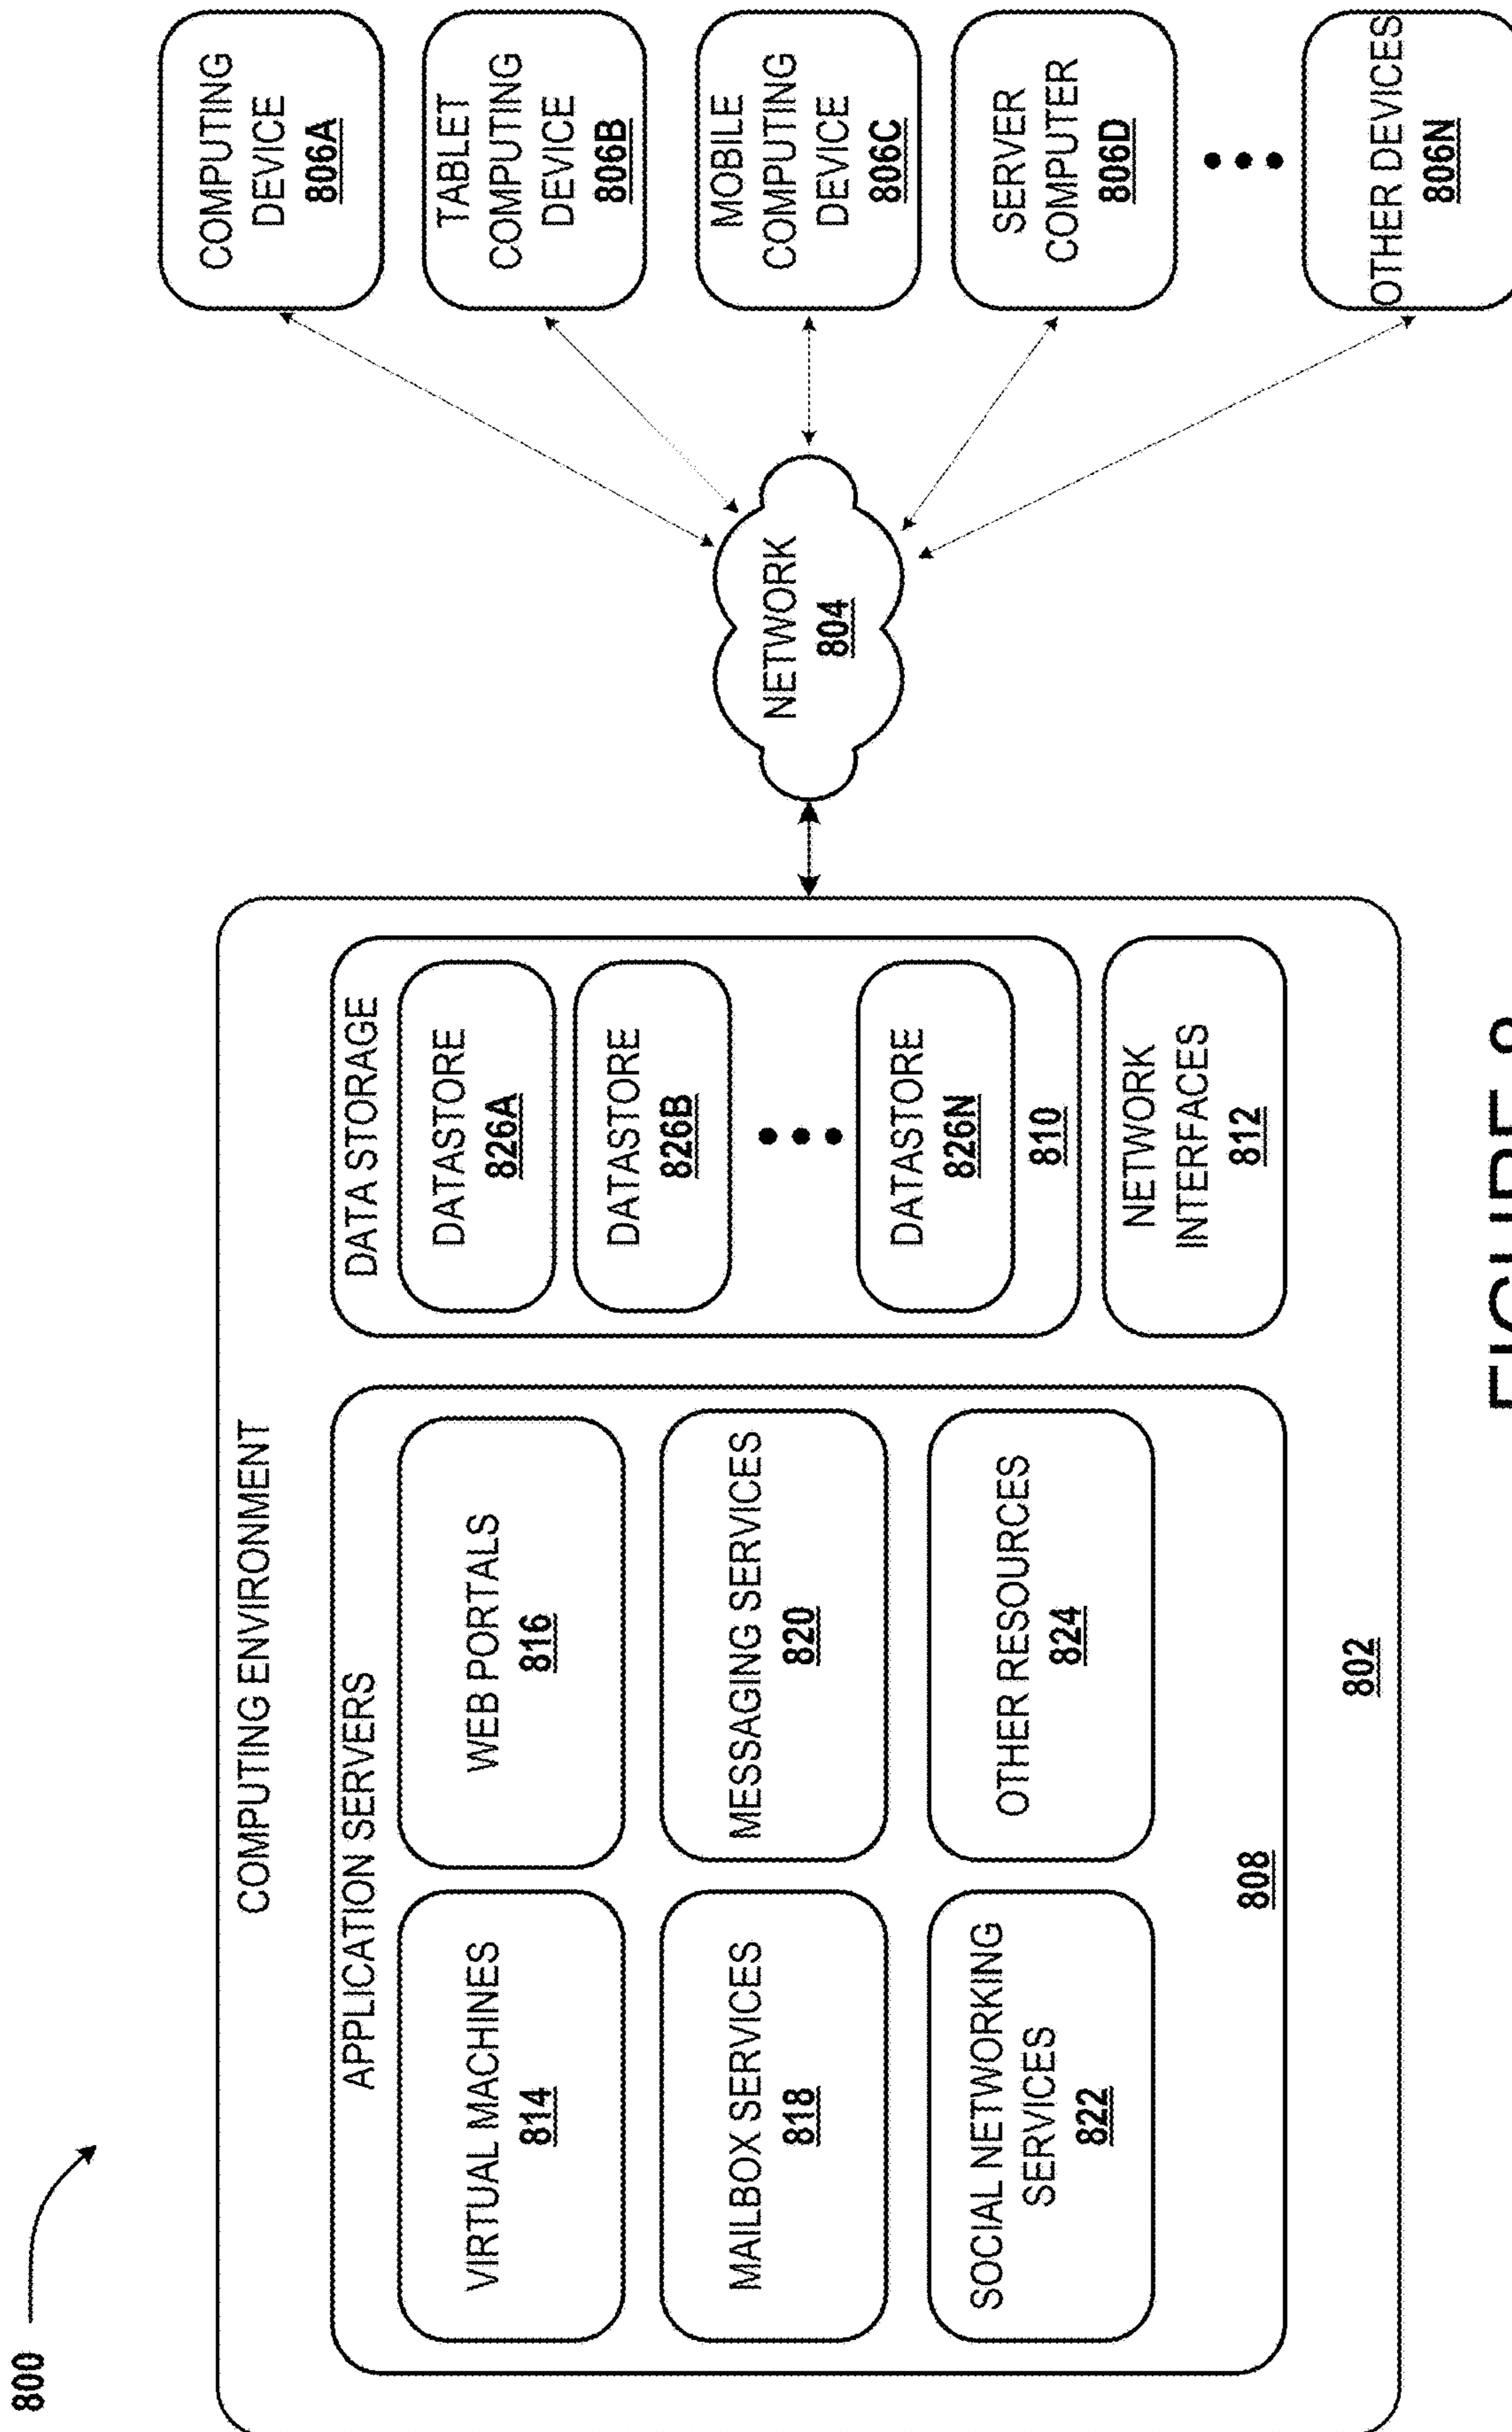 800
COMPUTING ENVIRONMENT
APPLICATION SERVERS
VIRTUAL MACHINES
814
WEB PORTALS
816
MAILBOX SERVICES
818
MESSAGING SERVICES
820
SOCIAL NETWORKING
SERVICES
822
OTHER RESOURCES
824
808
DATA STORAGE
DATASTORE
826A
DATASTORE
826B
DATASTORE
826N
810
NETWORK
INTERFACES
812
802
NETWORK
804
COMPUTING
DEVICE
806A
TABLET
COMPUTING
DEVICE
806B
MOBILE
COMPUTING
DEVICE
806C
SERVER
COMPUTER
806D
OTHER DEVICES
806N
FIGURE